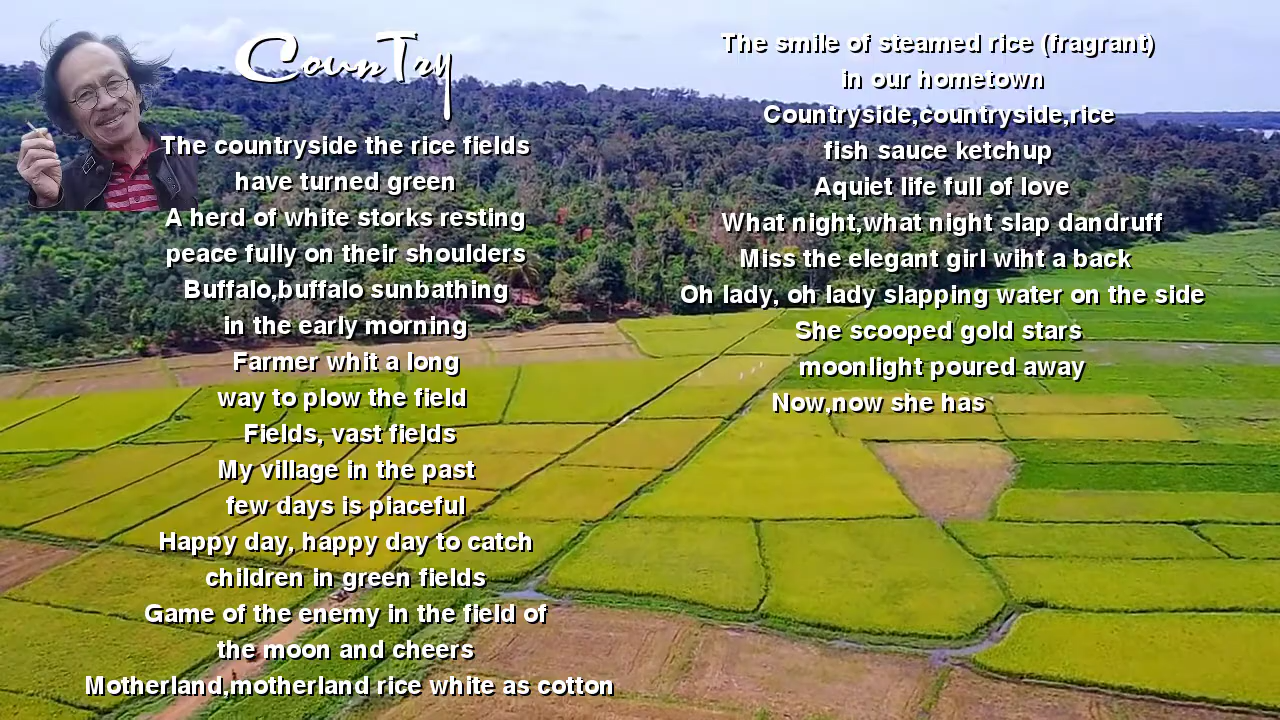 CounTry
The countryside the rice fields
have turned green
A herd of white storks resting
peace fully on their shoulders
Buffalo,buffalo sunbathing
in the early morning
Farmer whit a long
way to plow the field
Fields, vast fields
My village in the past
few days is piaceful
Happy day, happy day to catch
children in green fields
Game of the enemy in the field of
the moon and cheers
Motherland,motherland rice white as cotton
The smile of steamed rice (fragrant)
in our hometown
Countryside,countryside,rice
fish sauce ketchup
Aquiet life full of love
What night,what night slap dandruff
Miss the elegant girl wiht a back
Oh lady, oh lady slapping water on the side
She scooped gold stars
moonlight poured away
Now,now she has